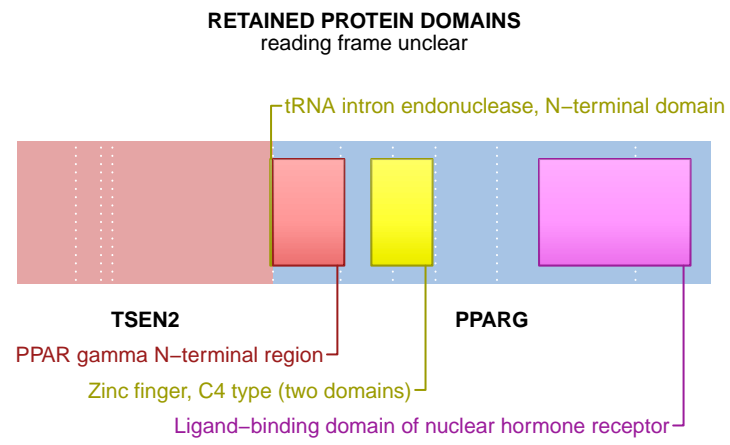 RETAINED PROTEIN DOMAINS
reading frame unclear
tRNA intron endonuclease, N−terminal domain
TSEN2
PPARG
PPAR gamma N−terminal region
Zinc finger, C4 type (two domains)
Ligand−binding domain of nuclear hormone receptor